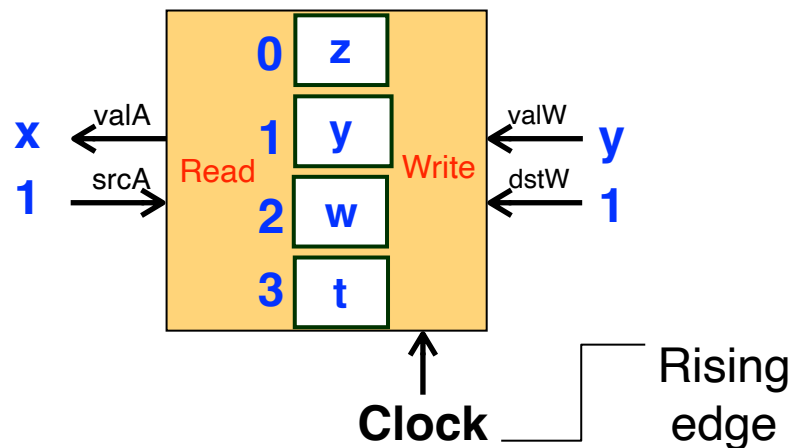 0 z
x valA valW y
1 y
Read Write
1 srcA dstW 1
2 w
3 t
Clock
Rising
edge